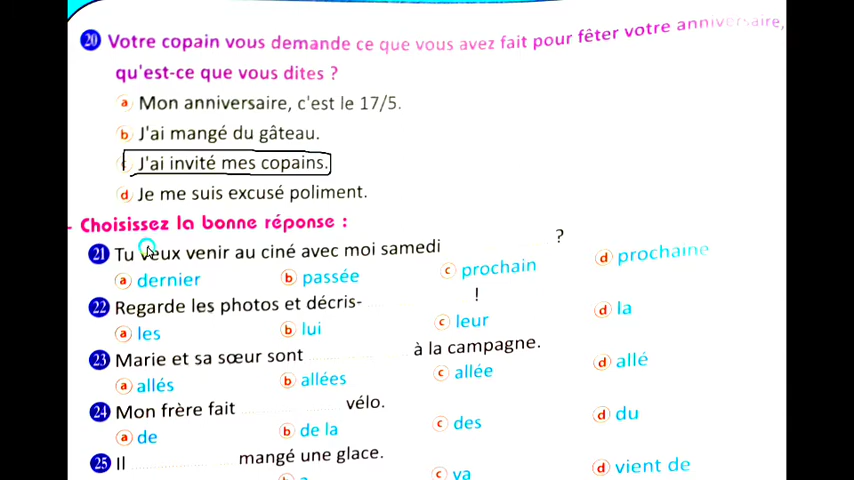 20 Votre copain vous demande ce que vous avez fait pour fêter votre anniversaire,
qu'est-ce que vous dites ?
a Mon anniversaire, c'est le 17/5.
b J'ai mangé du gâteau.
c J'ai invité mes copains.
d Je me suis excusé poliment.
- Choisissez la bonne réponse :
21 Tu veux venir au ciné avec moi samedi ?
a dernier b passée c prochain d prochaine
22 Regarde les photos et décris- !
a les b lui c leur d la
23 Marie et sa sœur sont à la campagne.
a allés b allées c allée d allé
24 Mon frère fait vélo.
a de b de la c des d du
25 Il mangé une glace.
c va d vient de